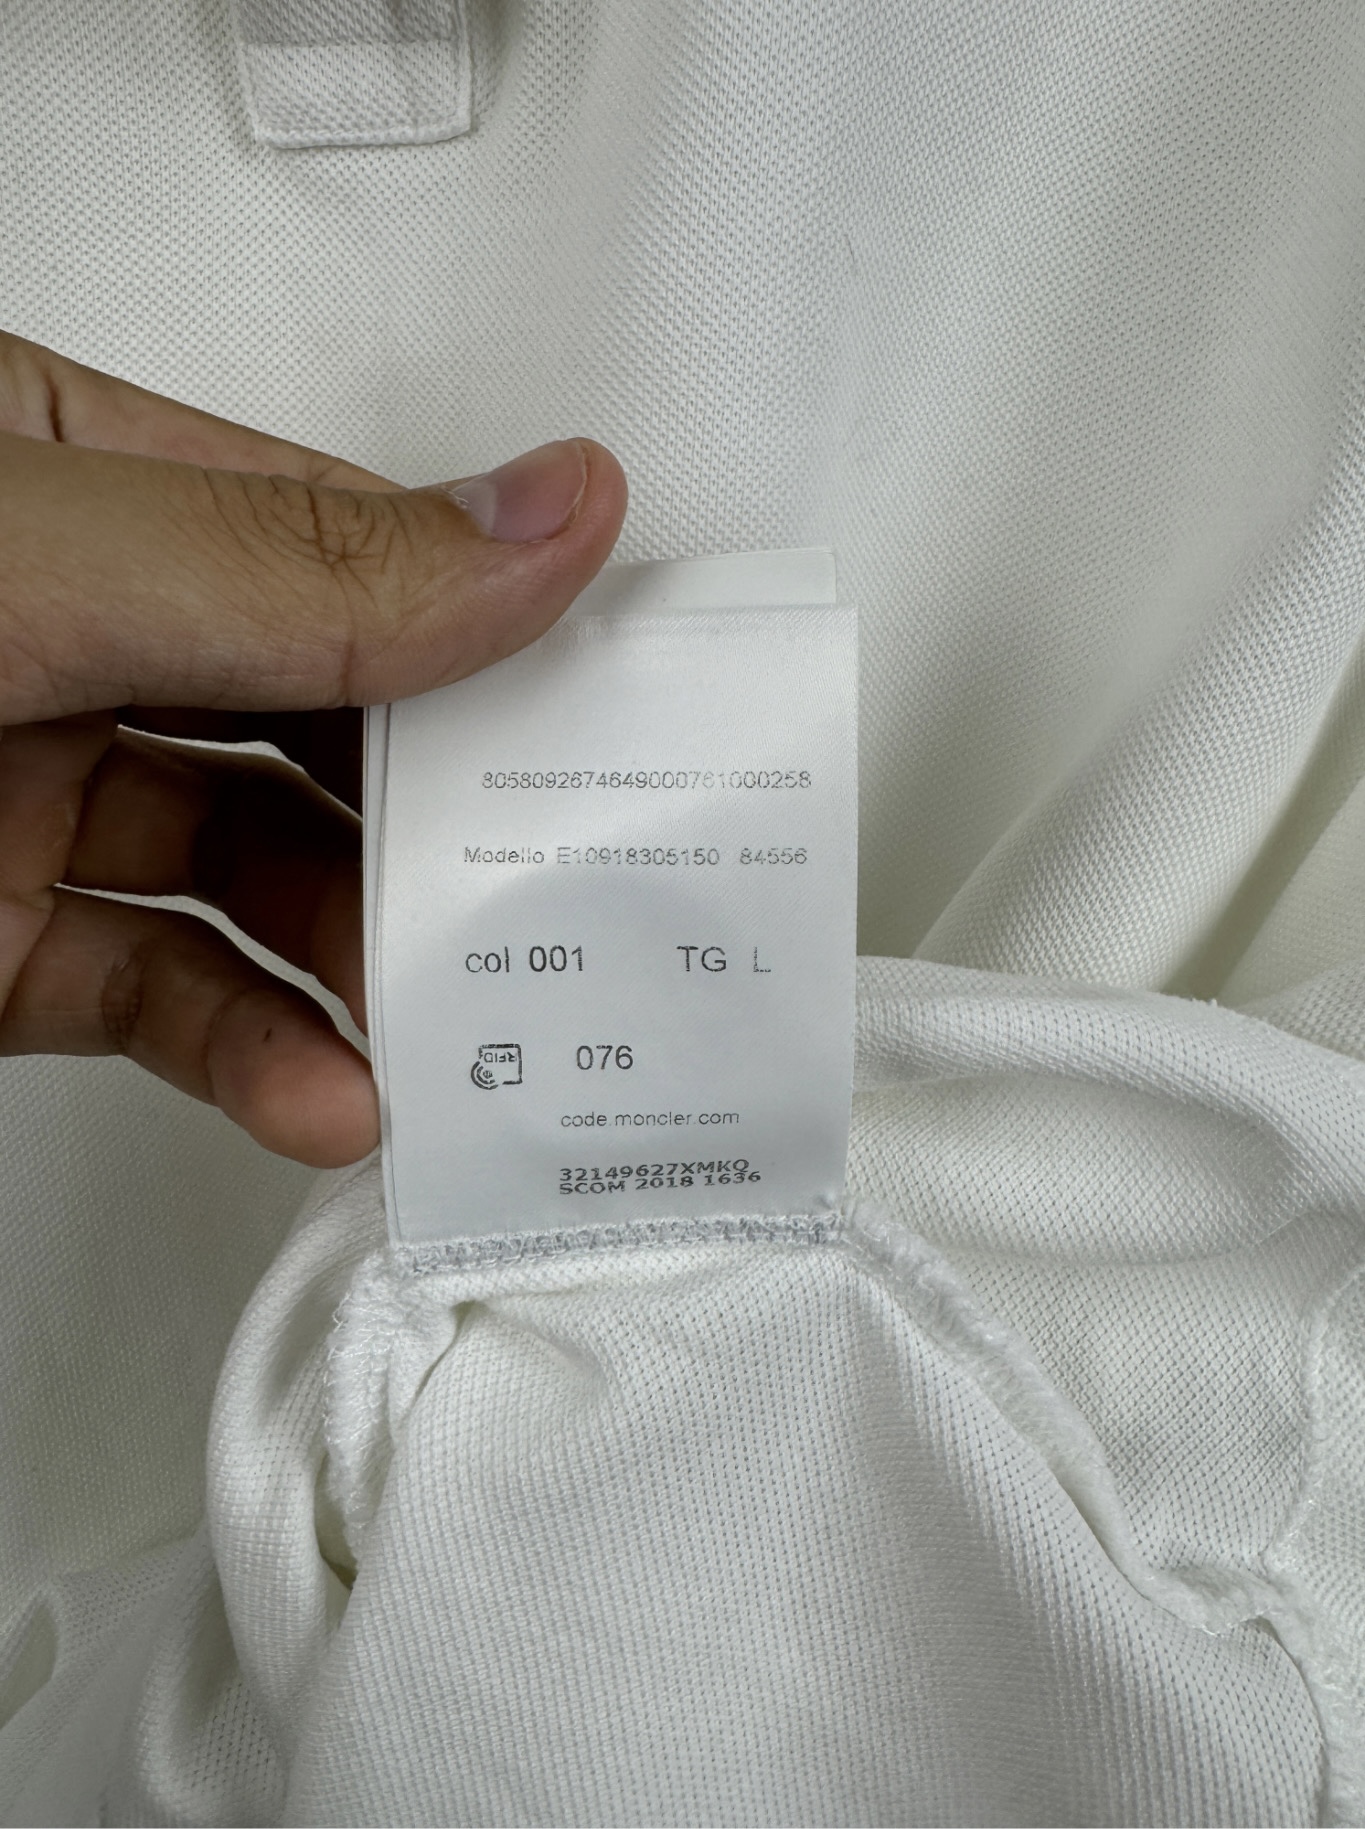 8058092674649000761000258
Modello E10918305150 84556
col 001 TG L
RFID 076
code.moncler.com
32149627XMKQ
SCOM 2018 1636